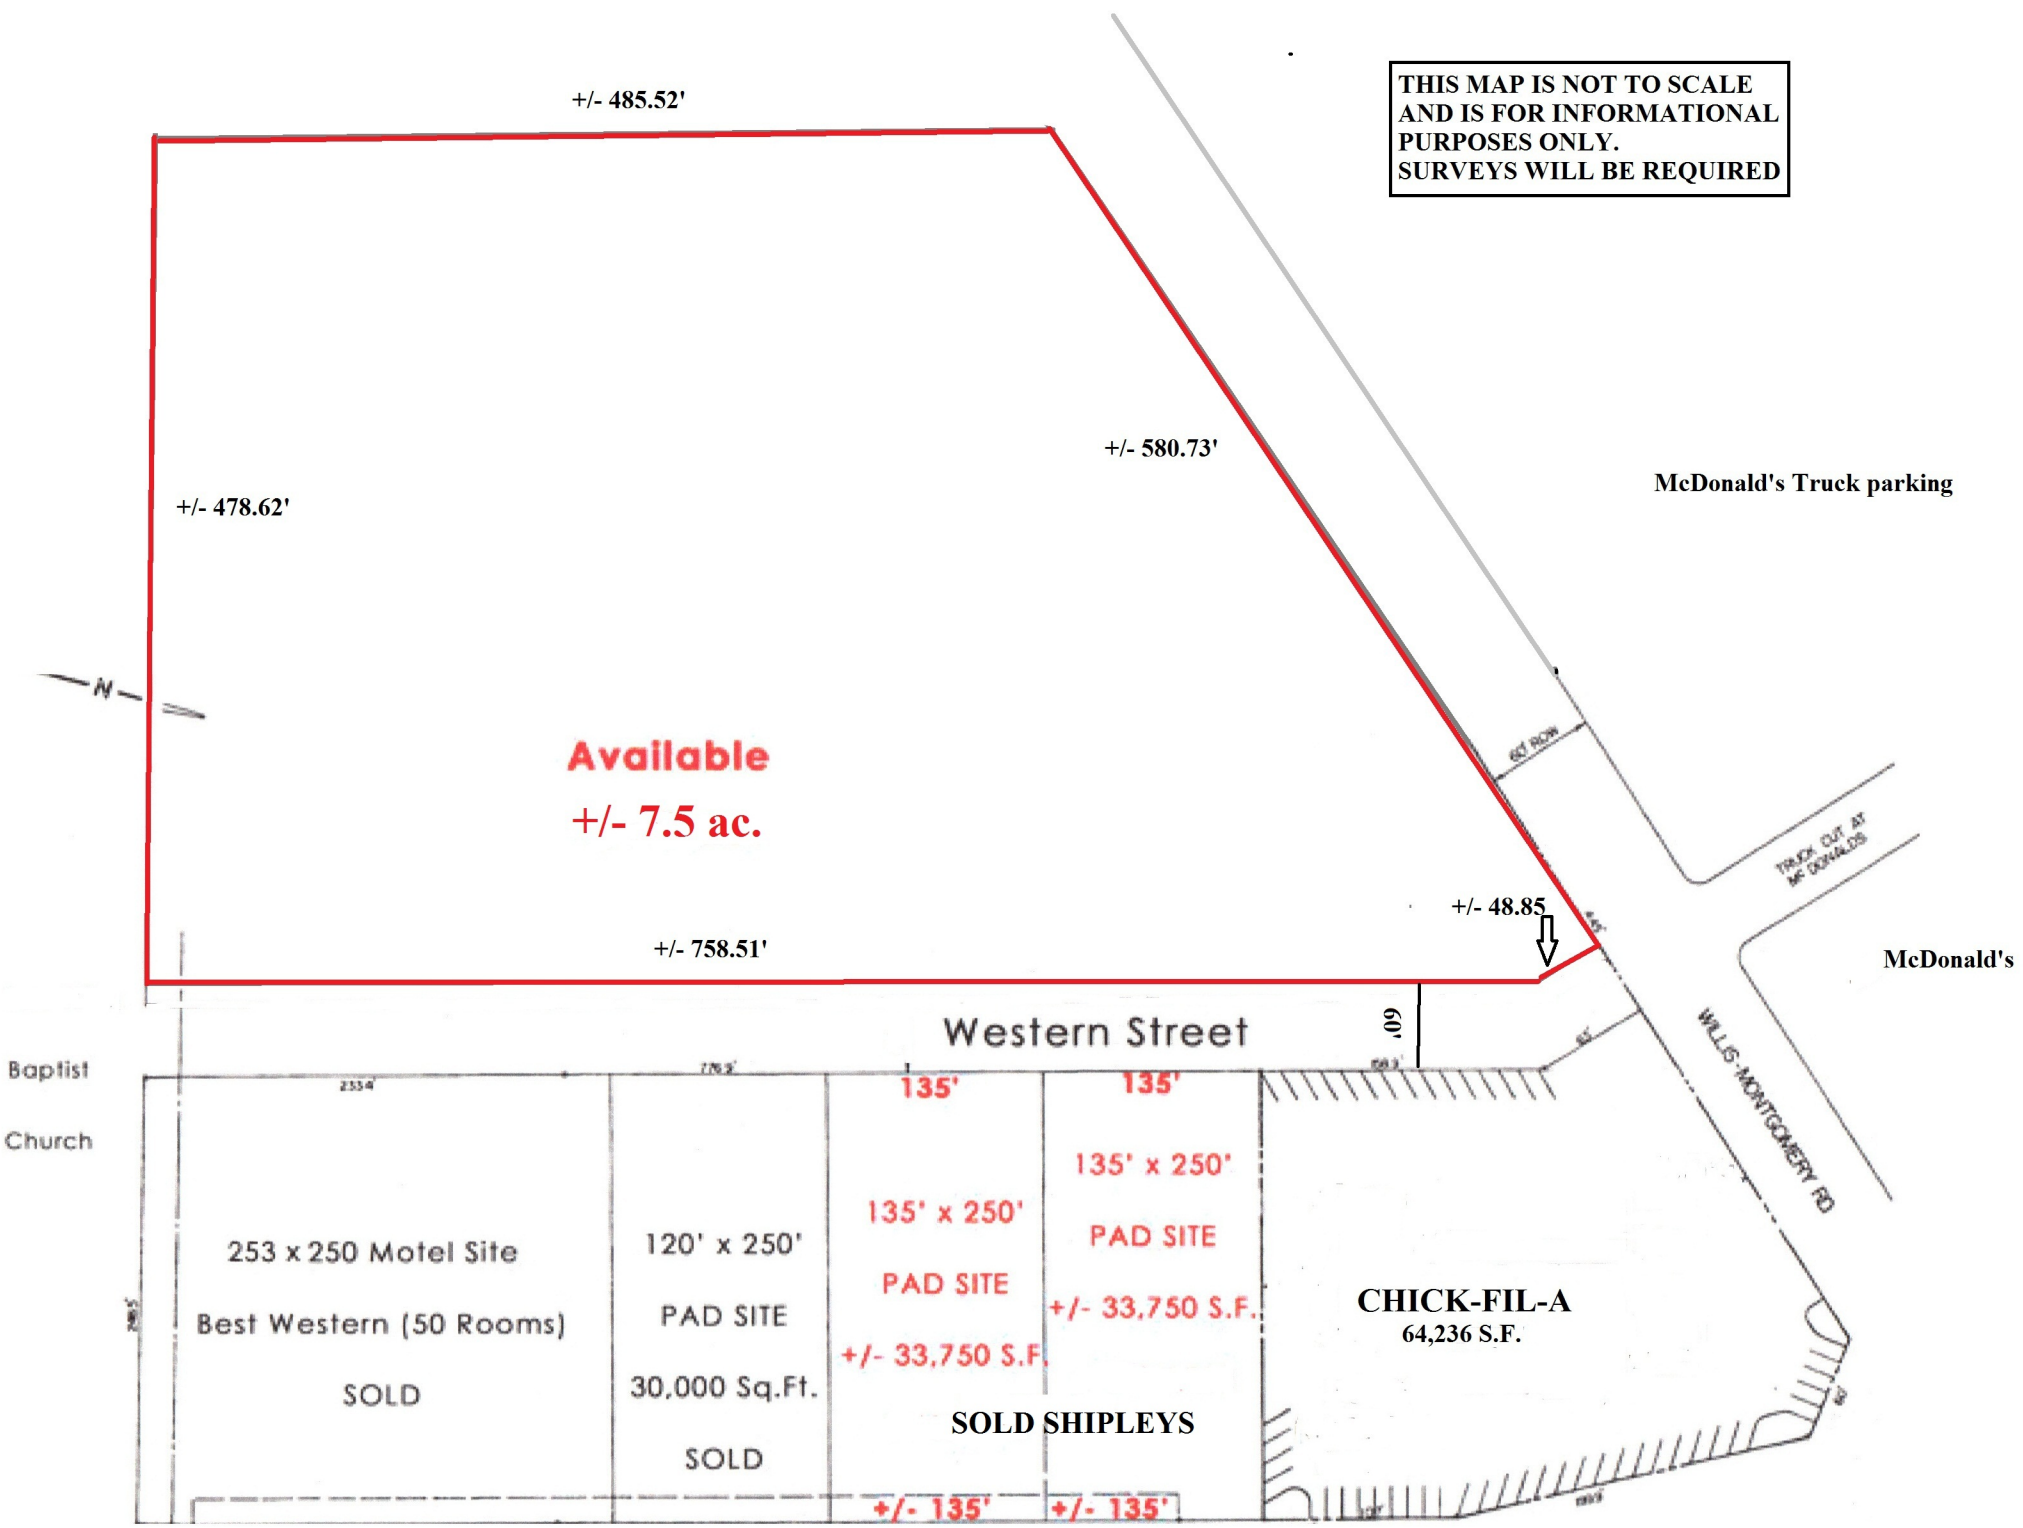 THIS MAP IS NOT TO SCALE
AND IS FOR INFORMATIONAL
PURPOSES ONLY.
SURVEYS WILL BE REQUIRED
+/- 485.52'
+/- 580.73'
McDonald's Truck parking
+/- 478.62'
N
60' ROW
Available
+/- 7.5 ac.
TRUCK CUT AT
Mc DONALDS
+/- 48.85
445'
+/- 758.51'
McDonald's
60'
Western Street
WILLIS-MONTGOMERY RD
Baptist
Church
776.5'
135'
135'
253 x 250 Motel Site
Best Western (50 Rooms)
SOLD
120' x 250'
PAD SITE
30,000 Sq.Ft.
SOLD
135' x 250'
PAD SITE
+/- 33,750 S.F.
135' x 250'
PAD SITE
+/- 33,750 S.F.
SOLD SHIPLEYS
CHICK-FIL-A
64,236 S.F.
+/- 135'
+/- 135'